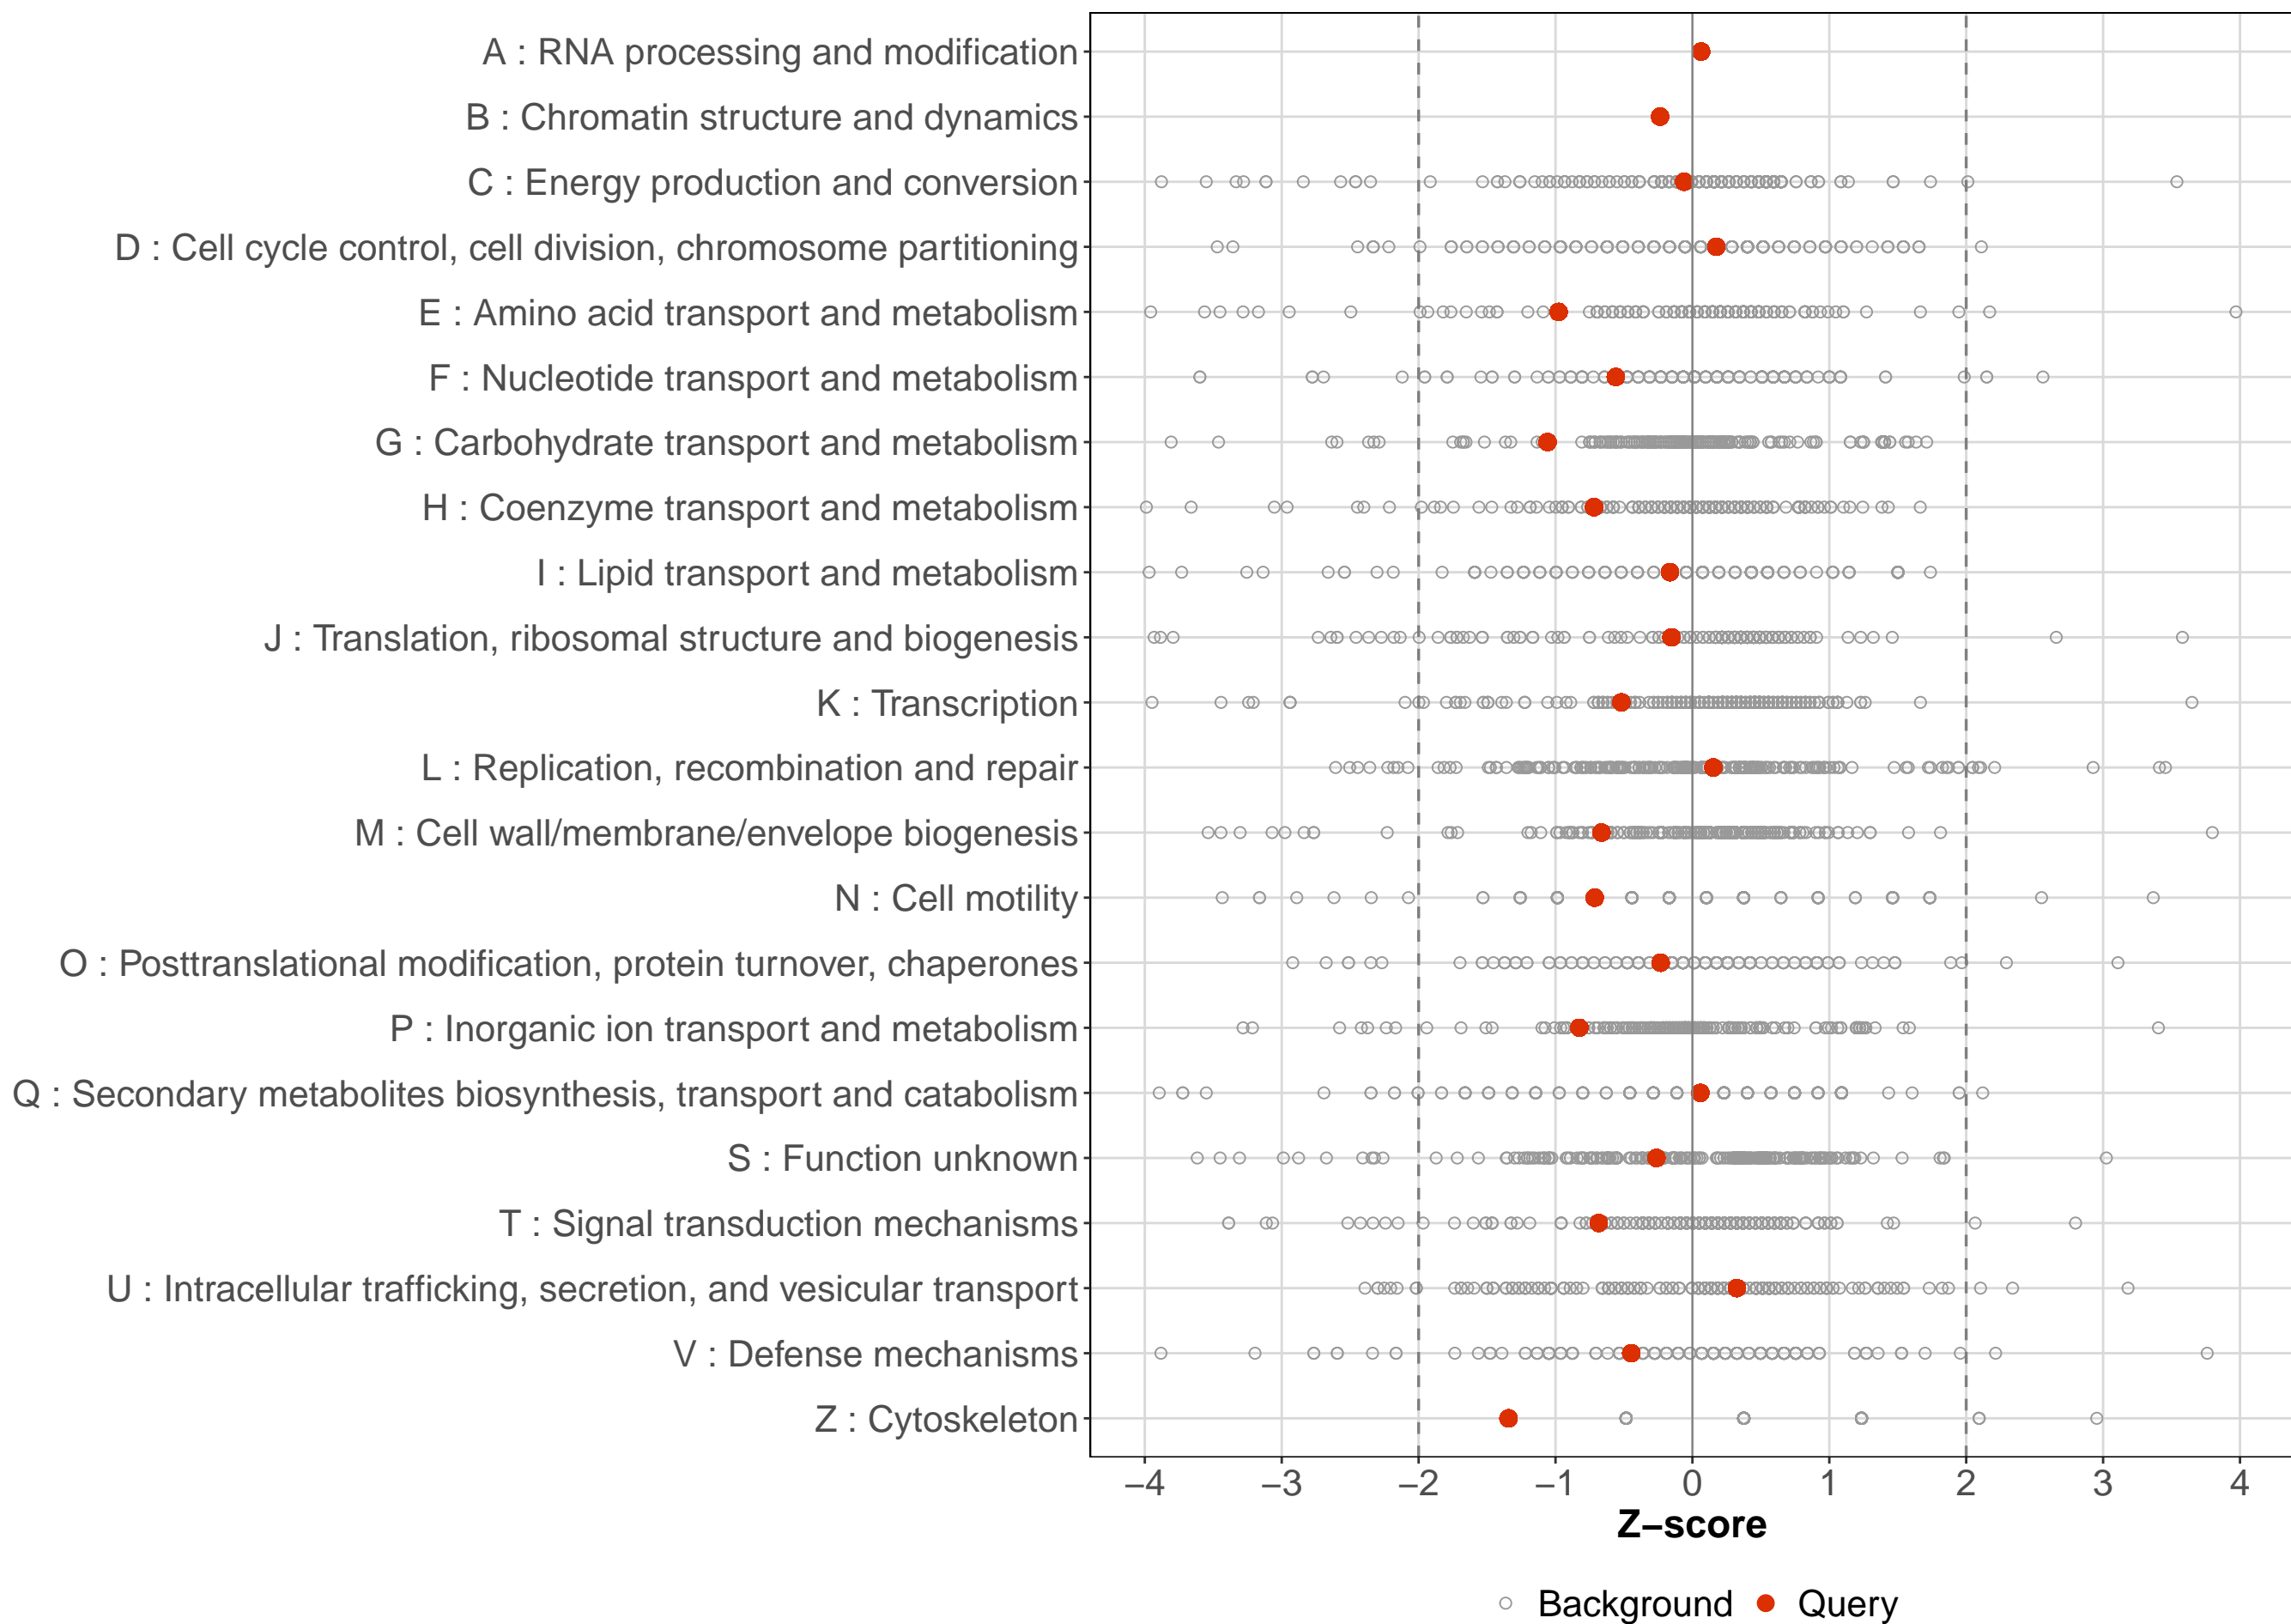 A : RNA processing and modification
B : Chromatin structure and dynamics
C : Energy production and conversion
D : Cell cycle control, cell division, chromosome partitioning
E : Amino acid transport and metabolism
F : Nucleotide transport and metabolism
G : Carbohydrate transport and metabolism
H : Coenzyme transport and metabolism
I : Lipid transport and metabolism
J : Translation, ribosomal structure and biogenesis
K : Transcription
L : Replication, recombination and repair
M : Cell wall/membrane/envelope biogenesis
N : Cell motility
O : Posttranslational modification, protein turnover, chaperones
P : Inorganic ion transport and metabolism
Q : Secondary metabolites biosynthesis, transport and catabolism
S : Function unknown
T : Signal transduction mechanisms
U : Intracellular trafficking, secretion, and vesicular transport
V : Defense mechanisms
Z : Cytoskeleton
−4 −3 −2 −1 0 1 2 3 4
Z−score
Background Query